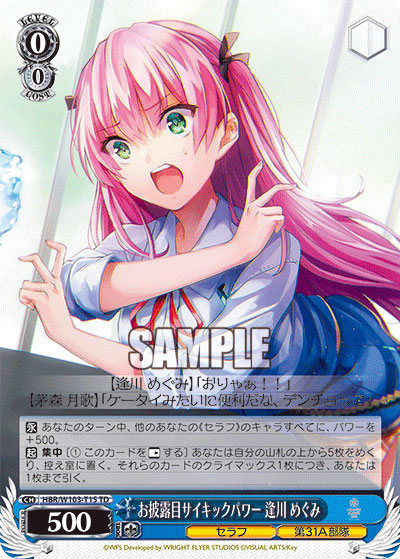 LEVEL
0
0
COST
SAMPLE
【逢川 めぐみ】「おりゃぁ！！」
【茅森 月歌】「ケータイみたいに便利だな、デンチョ
永 あなたのターン中、他のあなたの《セラフ》のキャラすべてに、パワーを
＋500。
起 集中 ［① このカードを する］ あなたは自分の山札の上から5枚をめく
り、控え室に置く。それらのカードのクライマックス1枚につき、あなたは
1枚引く。
CH HBR/W103-T15 TD
500
お披露目サイキックパワー 逢川 めぐみ
セラフ
第31A部隊
©WFS Developed by WRIGHT FLYER STUDIOS ©VISUAL ARTS/Key